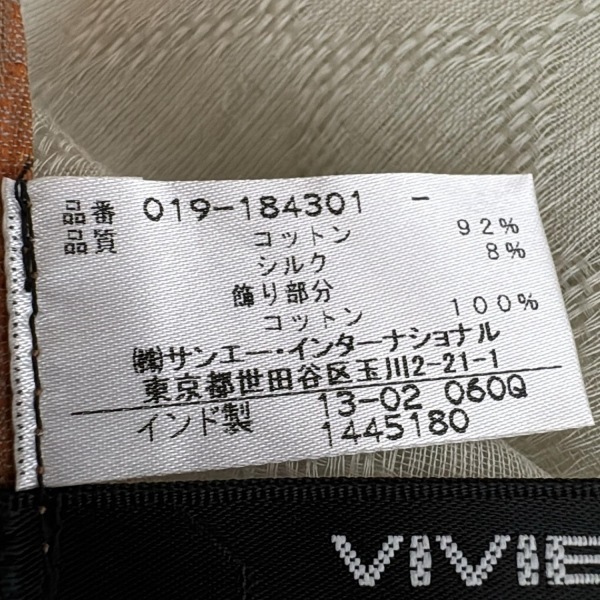 品番 019-184301 -
品質 コットン 92%
シルク 8%
飾り部分
コットン 100%
㈱サンエー・インターナショナル
東京都世田谷区玉川2-21-1
インド製 13-02 060Q
1445180
VIVIE